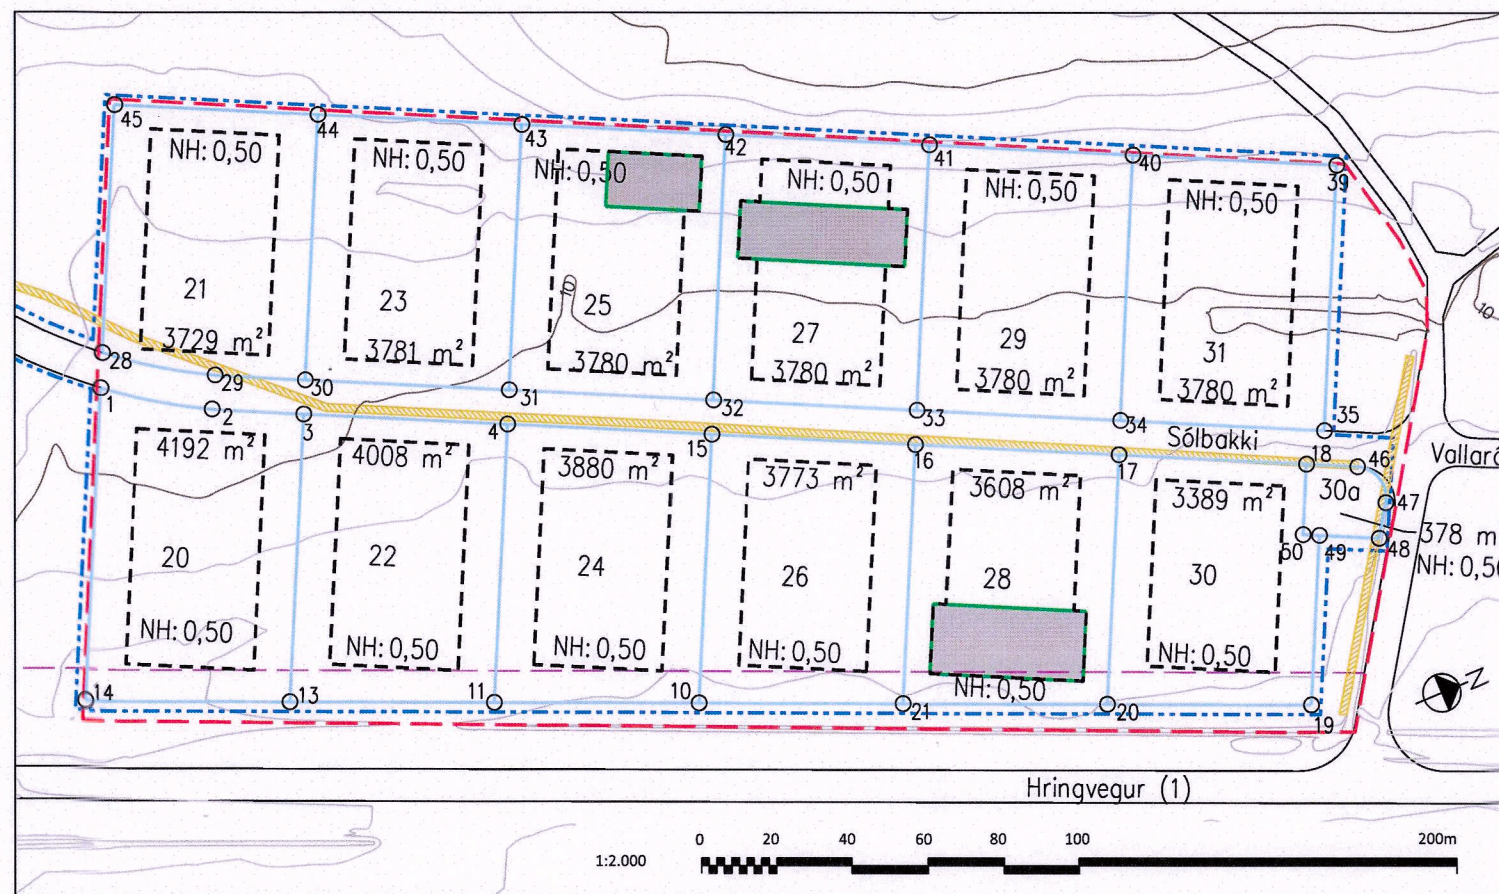 45
44
43
42
41
40
39
NH: 0,50
NH: 0,50
NH: 0,50
NH: 0,50
NH: 0,50
NH: 0,50
21
23
25
27
29
31
10
10
3729 m²
3781 m²
3780 m²
3780 m²
3780 m²
3780 m²
28
29
30
31
32
33
34
35
Sólbakki
1
2
3
4
15
16
17
18
46
47
48
49
50
30a
378 m
NH: 0,50
4192 m²
4008 m²
3880 m²
3773 m²
3608 m²
3389 m²
20
22
24
26
28
30
NH: 0,50
NH: 0,50
NH: 0,50
NH: 0,50
NH: 0,50
NH: 0,50
14
13
11
10
21
20
19
N
Hringvegur (1)
1:2.000
0 20 40 60 80 100 200m